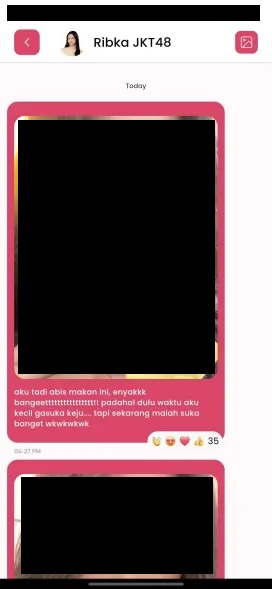 Ribka JKT48
Today
aku tadi abis makan ini, enyakkk
bangeetttttttttttttttt!! padahal dulu waktu aku
kecil gasuka keju.... tapi sekarang malah suka
banget wkwkwkwk
35
04:27 PM